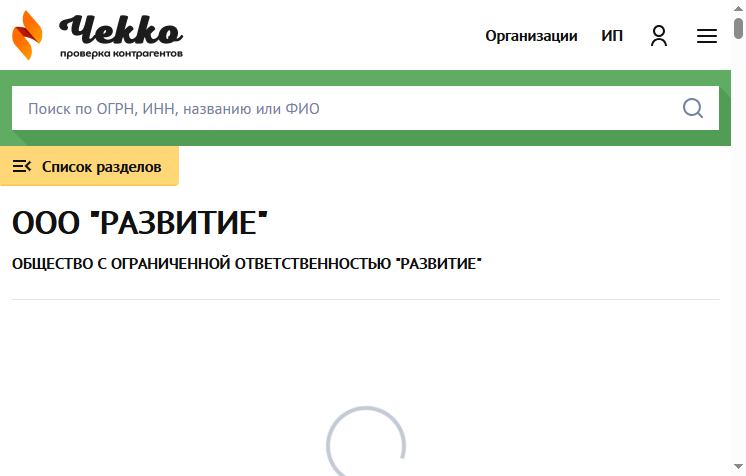 Чекко
проверка контрагентов
Организации ИП
Поиск по ОГРН, ИНН, названию или ФИО
Список разделов
ООО "РАЗВИТИЕ"
ОБЩЕСТВО С ОГРАНИЧЕННОЙ ОТВЕТСТВЕННОСТЬЮ "РАЗВИТИЕ"